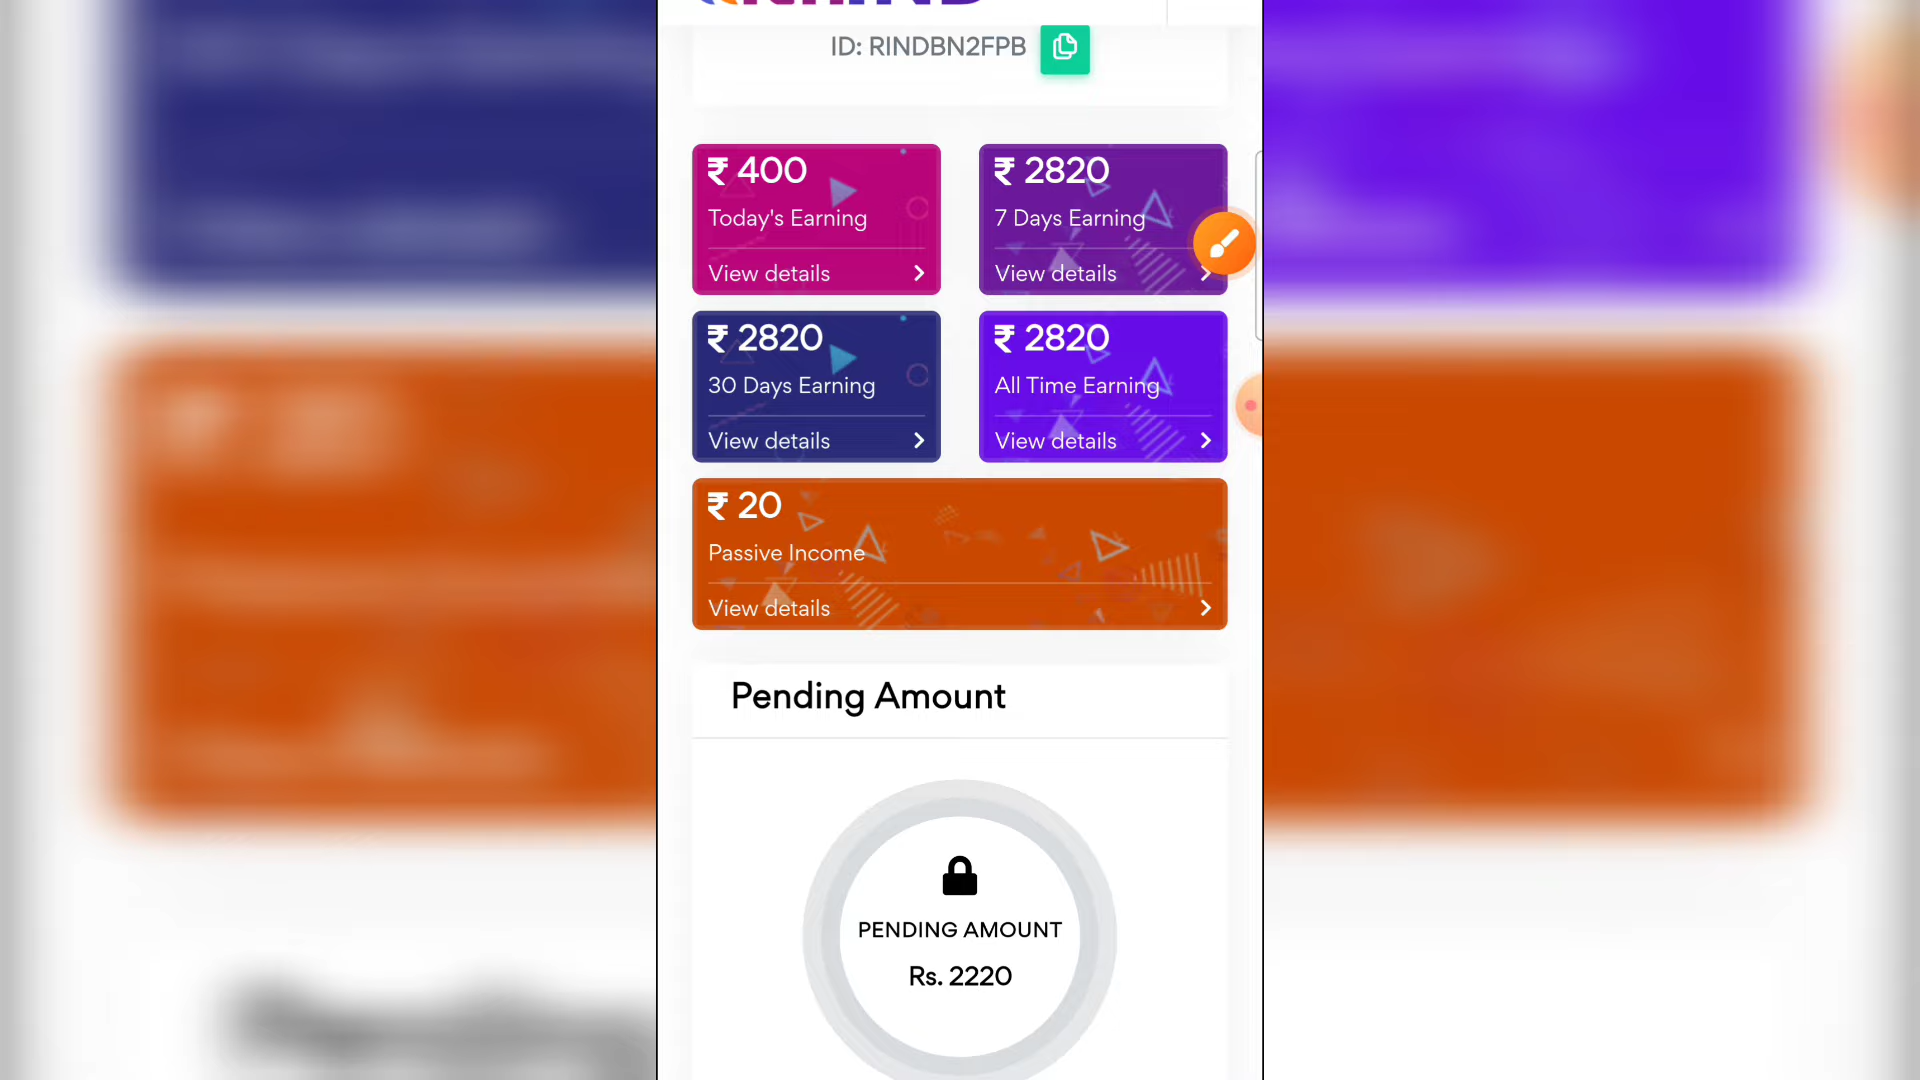 ID: RINDBN2FPB
₹ 400
Today's Earning
View details
₹ 2820
7 Days Earning
View details
₹ 2820
30 Days Earning
View details
₹ 2820
All Time Earning
View details
₹ 20
Passive Income
View details
Pending Amount
PENDING AMOUNT
Rs. 2220